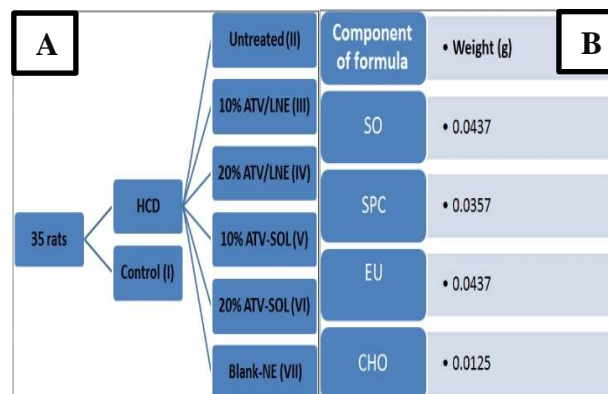 A
35 rats
HCD
Control (I)
Untreated (II)
10% ATV/LNE (III)
20% ATV/LNE (IV)
10% ATV-SOL (V)
20% ATV-SOL (VI)
Blank-NE (VII)
B
Component
of formula
• Weight (g)
SO
• 0.0437
SPC
• 0.0357
EU
• 0.0437
CHO
• 0.0125